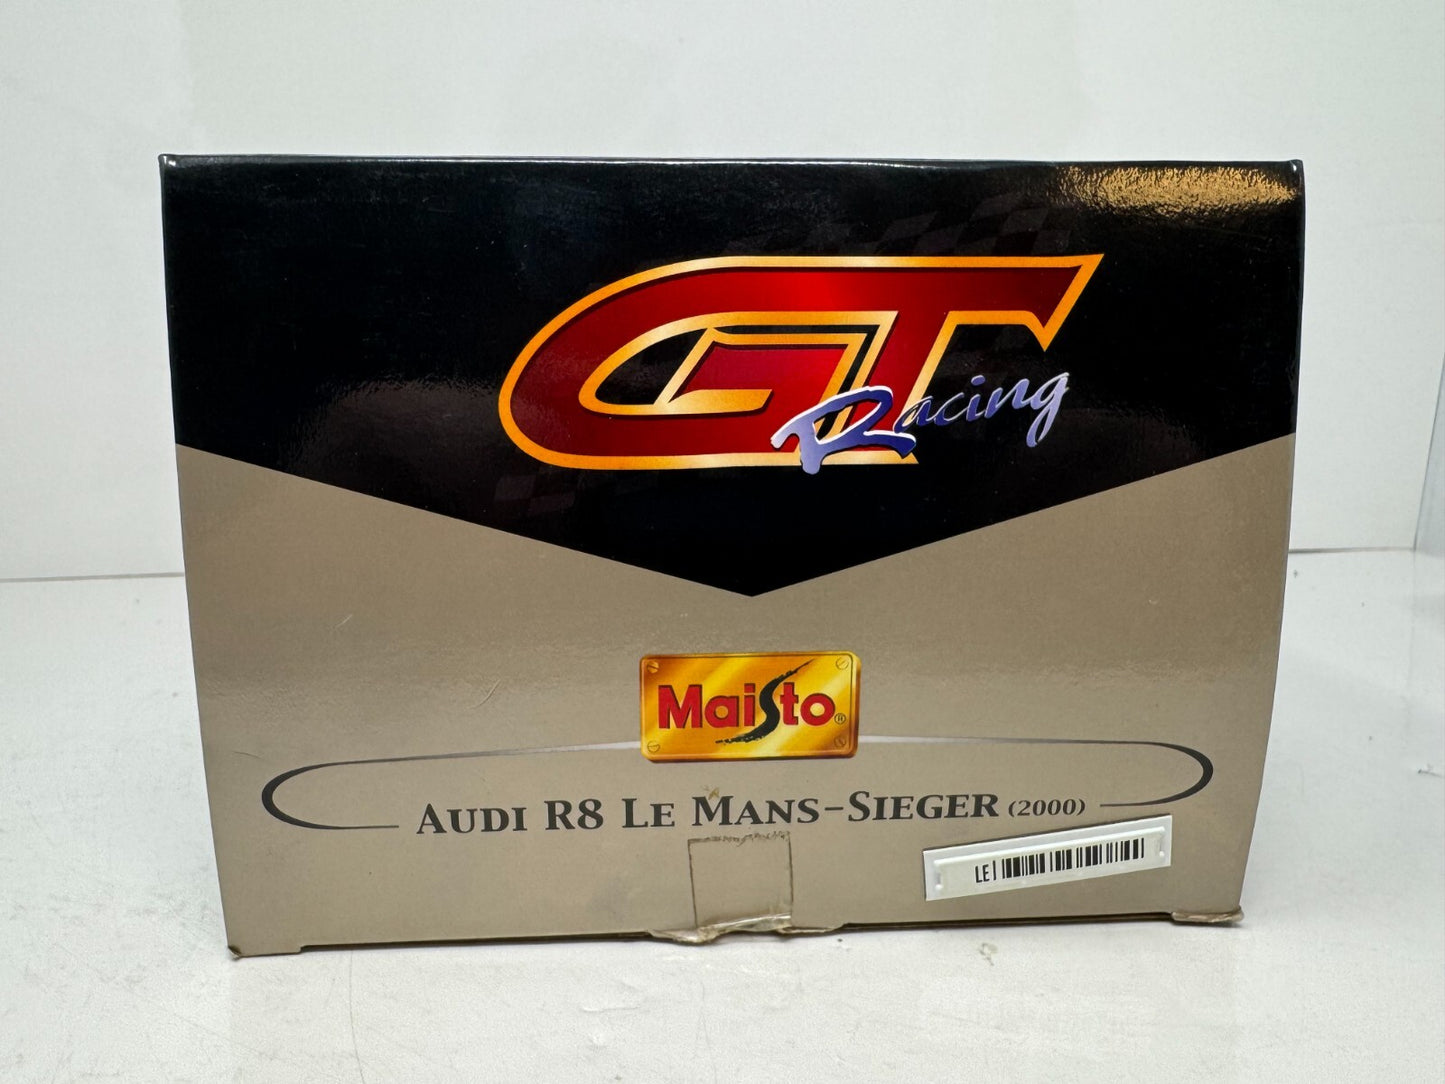 GT
Racing
Maisto®
AUDI R8 LE MANS-SIEGER (2000)
LE